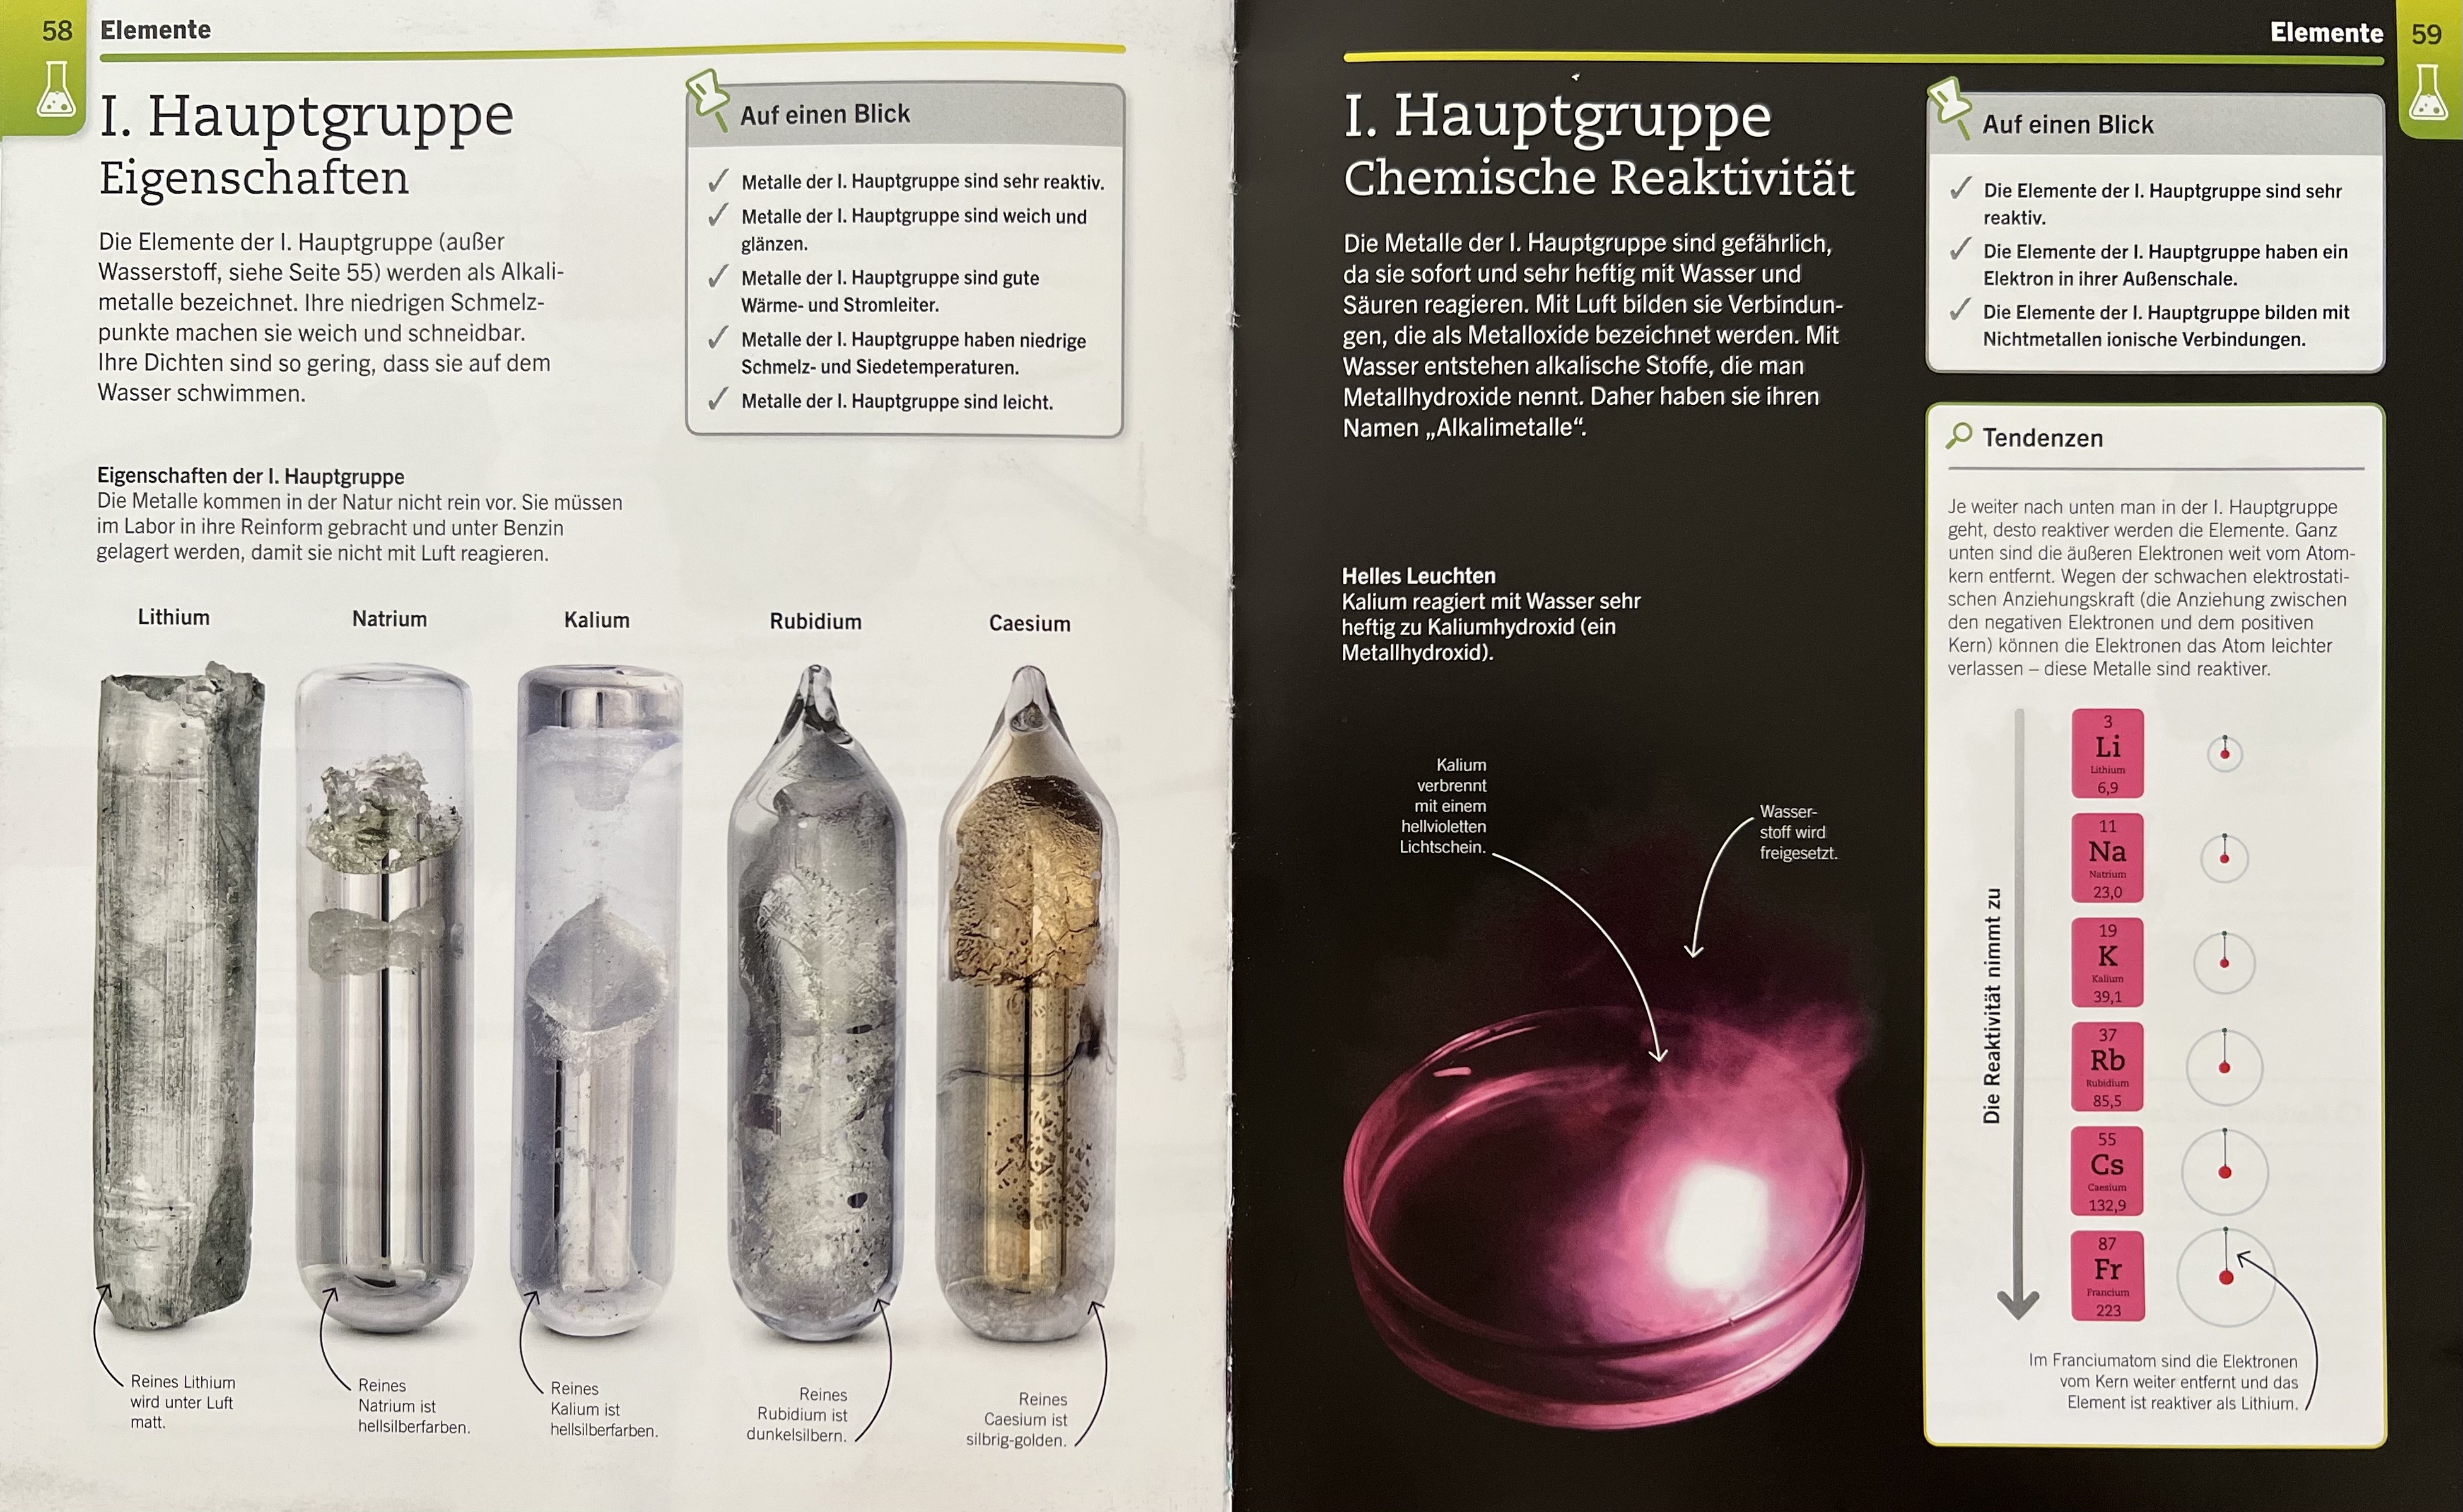 58
Elemente
I. Hauptgruppe
Eigenschaften
Die Elemente der I. Hauptgruppe (außer
Wasserstoff, siehe Seite 55) werden als Alkali-
metalle bezeichnet. Ihre niedrigen Schmelz-
punkte machen sie weich und schneidbar.
Ihre Dichten sind so gering, dass sie auf dem
Wasser schwimmen.
Auf einen Blick
✓ Metalle der I. Hauptgruppe sind sehr reaktiv.
✓ Metalle der I. Hauptgruppe sind weich und
glänzen.
✓ Metalle der I. Hauptgruppe sind gute
Wärme- und Stromleiter.
✓ Metalle der I. Hauptgruppe haben niedrige
Schmelz- und Siedetemperaturen.
✓ Metalle der I. Hauptgruppe sind leicht.
Eigenschaften der I. Hauptgruppe
Die Metalle kommen in der Natur nicht rein vor. Sie müssen
im Labor in ihre Reinform gebracht und unter Benzin
gelagert werden, damit sie nicht mit Luft reagieren.
Lithium
Natrium
Kalium
Rubidium
Caesium
Reines Lithium
wird unter Luft
matt.
Reines
Natrium ist
hellsilberfarben.
Reines
Kalium ist
hellsilberfarben.
Reines
Rubidium ist
dunkelsilbern.
Reines
Caesium ist
silbrig-golden.
Elemente
59
I. Hauptgruppe
Chemische Reaktivität
Die Metalle der I. Hauptgruppe sind gefährlich,
da sie sofort und sehr heftig mit Wasser und
Säuren reagieren. Mit Luft bilden sie Verbindun-
gen, die als Metalloxide bezeichnet werden. Mit
Wasser entstehen alkalische Stoffe, die man
Metallhydroxide nennt. Daher haben sie ihren
Namen „Alkalimetalle“.
Helles Leuchten
Kalium reagiert mit Wasser sehr
heftig zu Kaliumhydroxid (ein
Metallhydroxid).
Kalium
verbrennt
mit einem
hellvioletten
Lichtschein.
Wasser-
stoff wird
freigesetzt.
Auf einen Blick
✓ Die Elemente der I. Hauptgruppe sind sehr
reaktiv.
✓ Die Elemente der I. Hauptgruppe haben ein
Elektron in ihrer Außenschale.
✓ Die Elemente der I. Hauptgruppe bilden mit
Nichtmetallen ionische Verbindungen.
Tendenzen
Je weiter nach unten man in der I. Hauptgruppe
geht, desto reaktiver werden die Elemente. Ganz
unten sind die äußeren Elektronen weit vom Atom-
kern entfernt. Wegen der schwachen elektrostati-
schen Anziehungskraft (die Anziehung zwischen
den negativen Elektronen und dem positiven
Kern) können die Elektronen das Atom leichter
verlassen – diese Metalle sind reaktiver.
Die Reaktivität nimmt zu
3
Li
Lithium
6,9
11
Na
Natrium
23,0
19
K
Kalium
39,1
37
Rb
Rubidium
85,5
55
Cs
Caesium
132,9
87
Fr
Francium
223
Im Franciumatom sind die Elektronen
vom Kern weiter entfernt und das
Element ist reaktiver als Lithium.